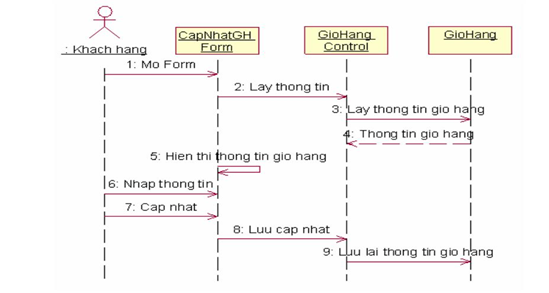 : Khach hang
CapNhatGH
Form
GioHang
Control
GioHang
1: Mo Form
2: Lay thong tin
3: Lay thong tin gio hang
4: Thong tin gio hang
5: Hien thi thong tin gio hang
6: Nhap thong tin
7: Cap nhat
8: Luu cap nhat
9: Luu lai thong tin gio hang